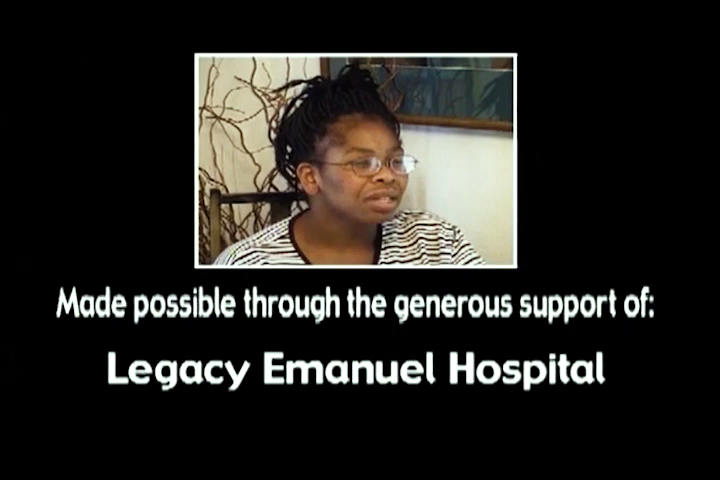 Made possible through the generous support of:
Legacy Emanuel Hospital